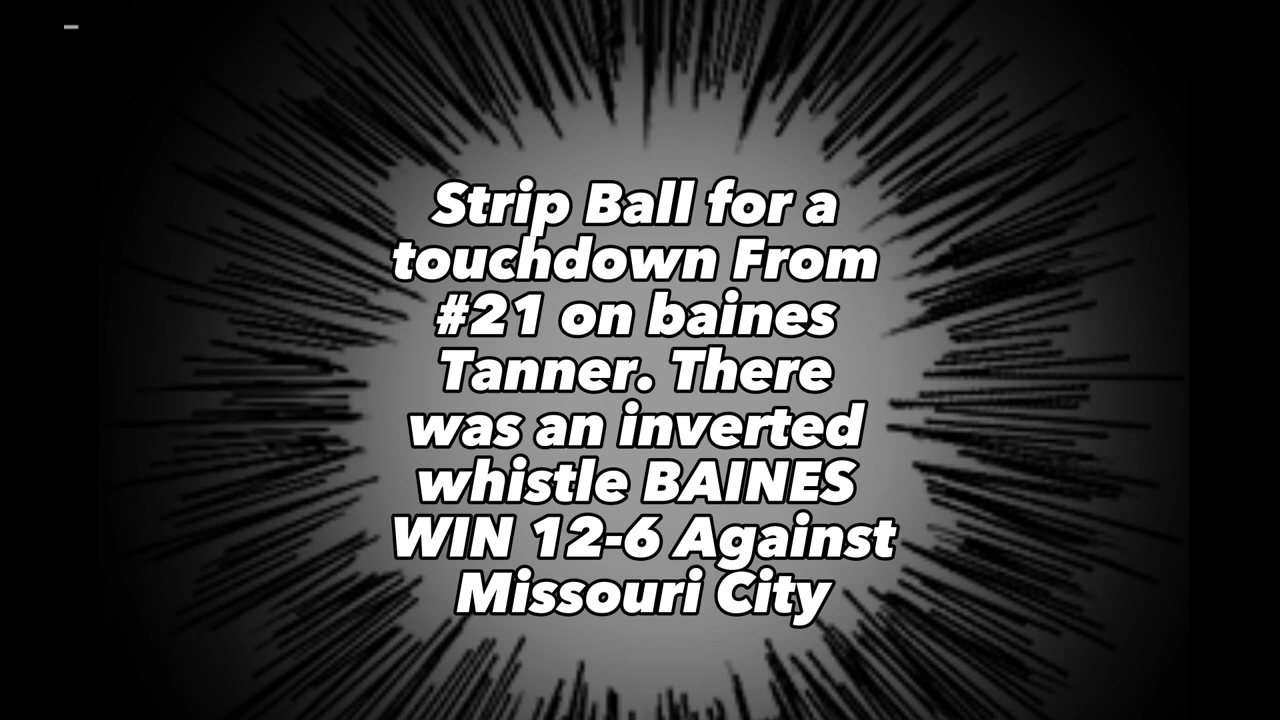 Strip Ball for a
touchdown From
#21 on baines
Tanner. There
was an inverted
whistle BAINES
WIN 12-6 Against
Missouri City